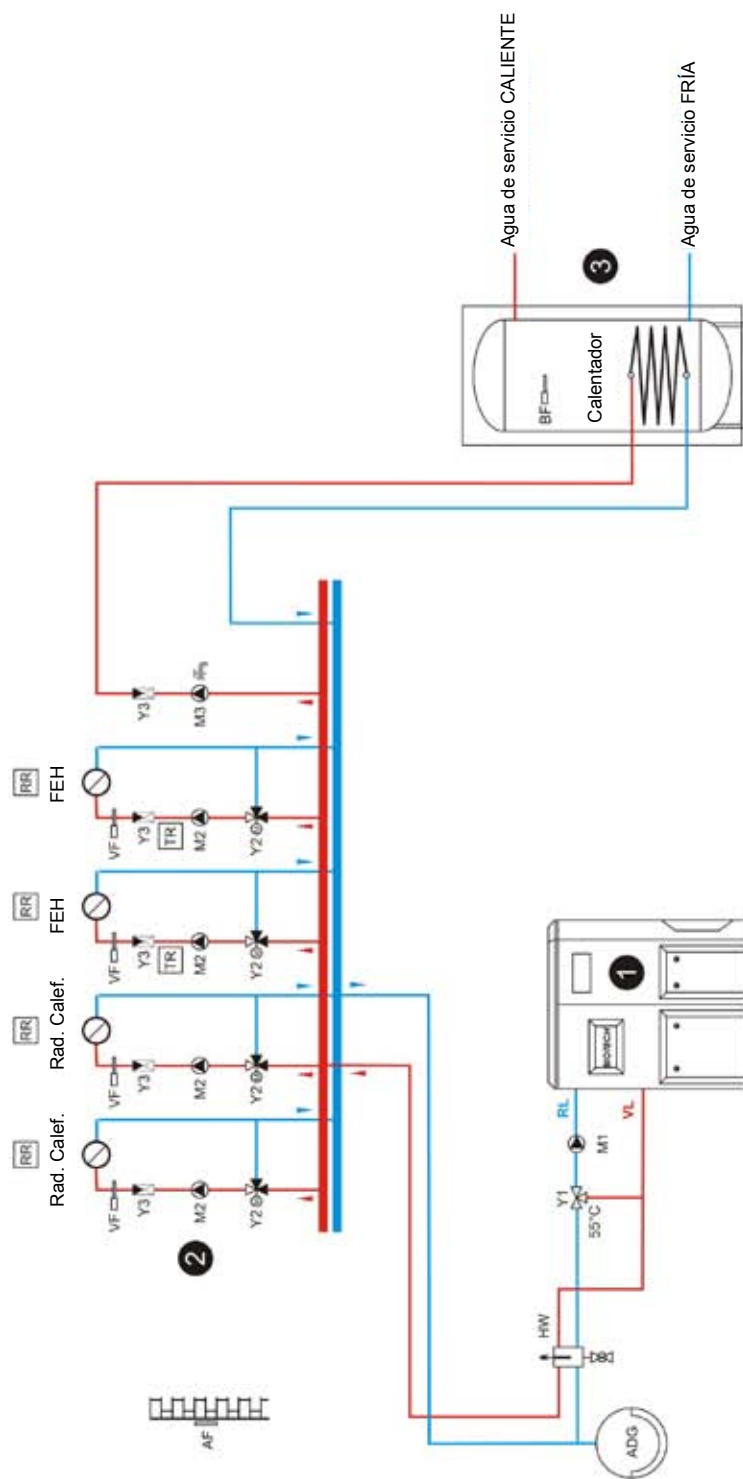 RR RR RR RR
Rad. Calef. Rad. Calef. FEH FEH
VF VF VF VF
Y3 Y3 Y3 Y3 Y3
TR TR
2
M2 M2 M2 M2 M3
AF
Y2 Y2 Y2 Y2
Agua de servicio CALIENTE
HW
BF
Y1
RL
55°C
M1
Calentador
3
VL
1
ADG
Agua de servicio FRÍA